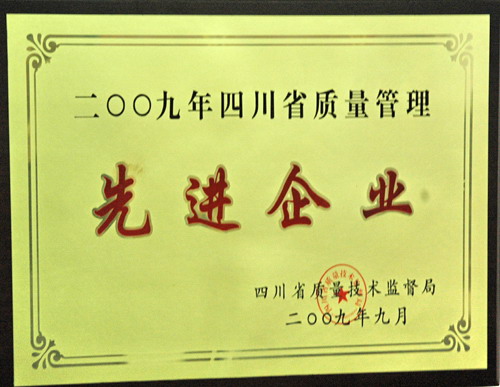 二〇〇九年四川省质量管理
先进企业
四川省质量技术监督局
二〇〇九年九月